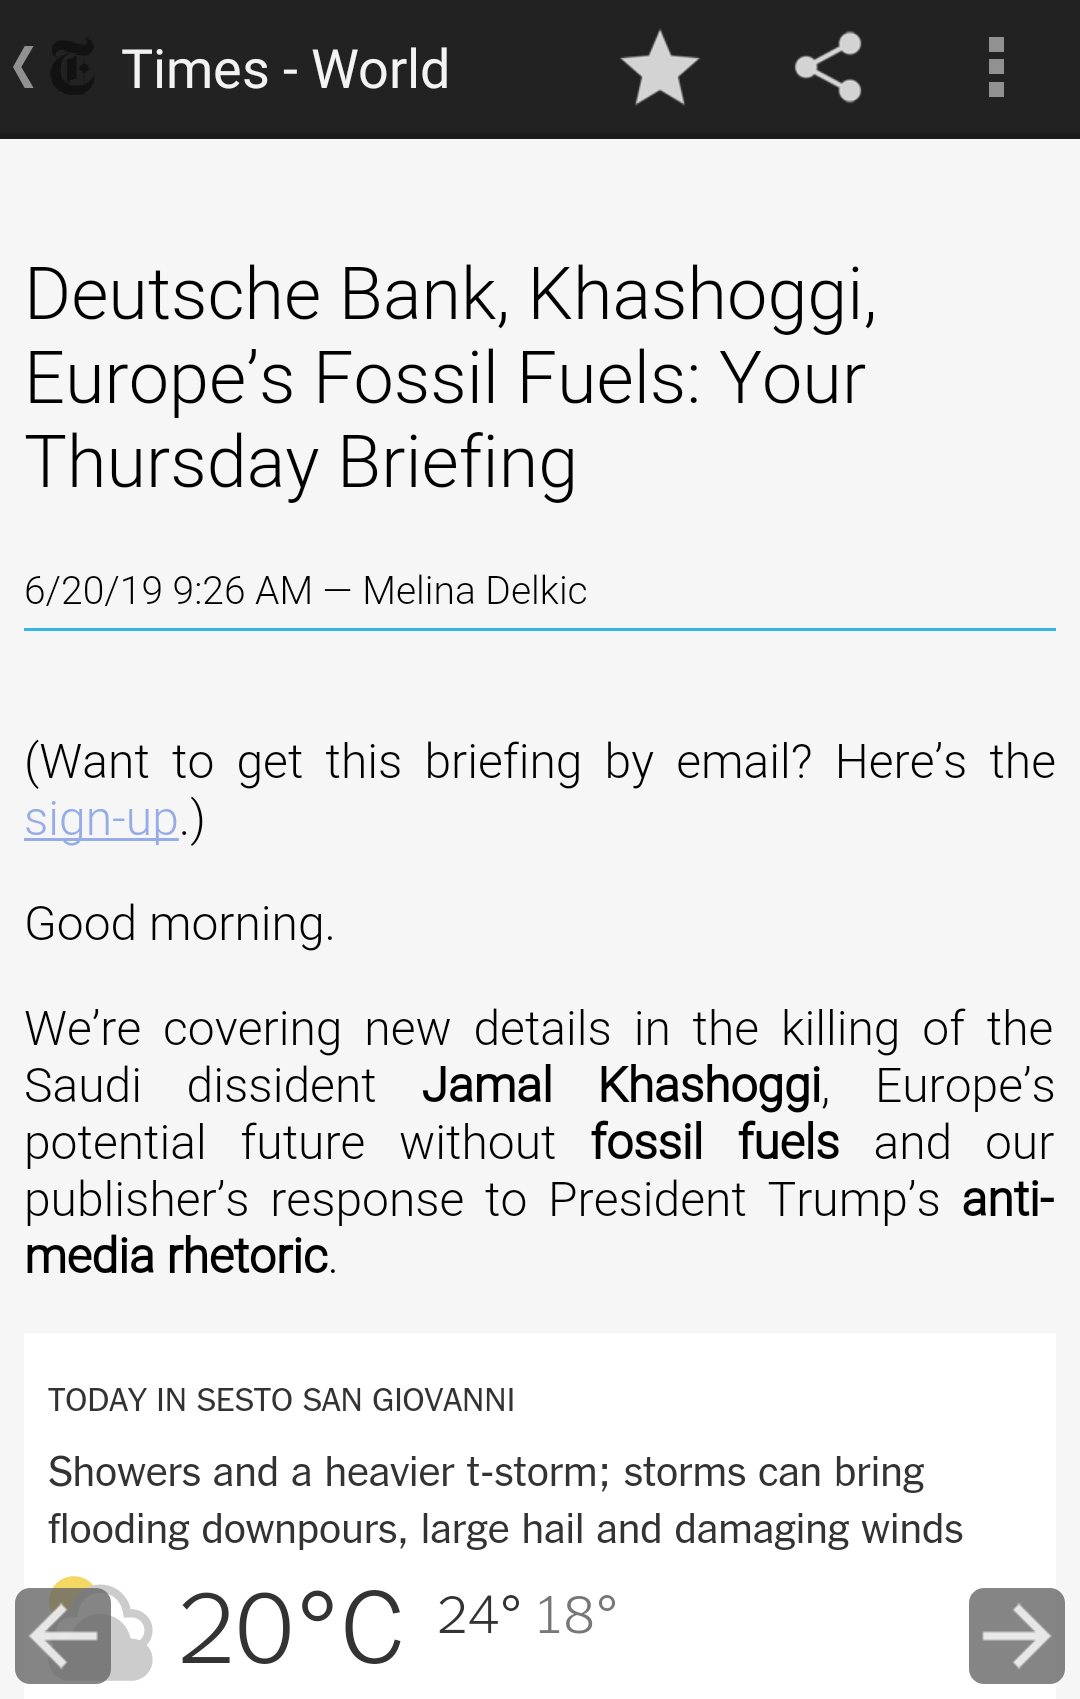 Times - World
Deutsche Bank, Khashoggi,
Europe’s Fossil Fuels: Your
Thursday Briefing
6/20/19 9:26 AM — Melina Delkic
(Want to get this briefing by email? Here’s the
sign-up.)
Good morning.
We’re covering new details in the killing of the
Saudi dissident Jamal Khashoggi, Europe’s
potential future without fossil fuels and our
publisher’s response to President Trump’s anti-
media rhetoric.
TODAY IN SESTO SAN GIOVANNI
Showers and a heavier t-storm; storms can bring
flooding downpours, large hail and damaging winds
20°C 24° 18°